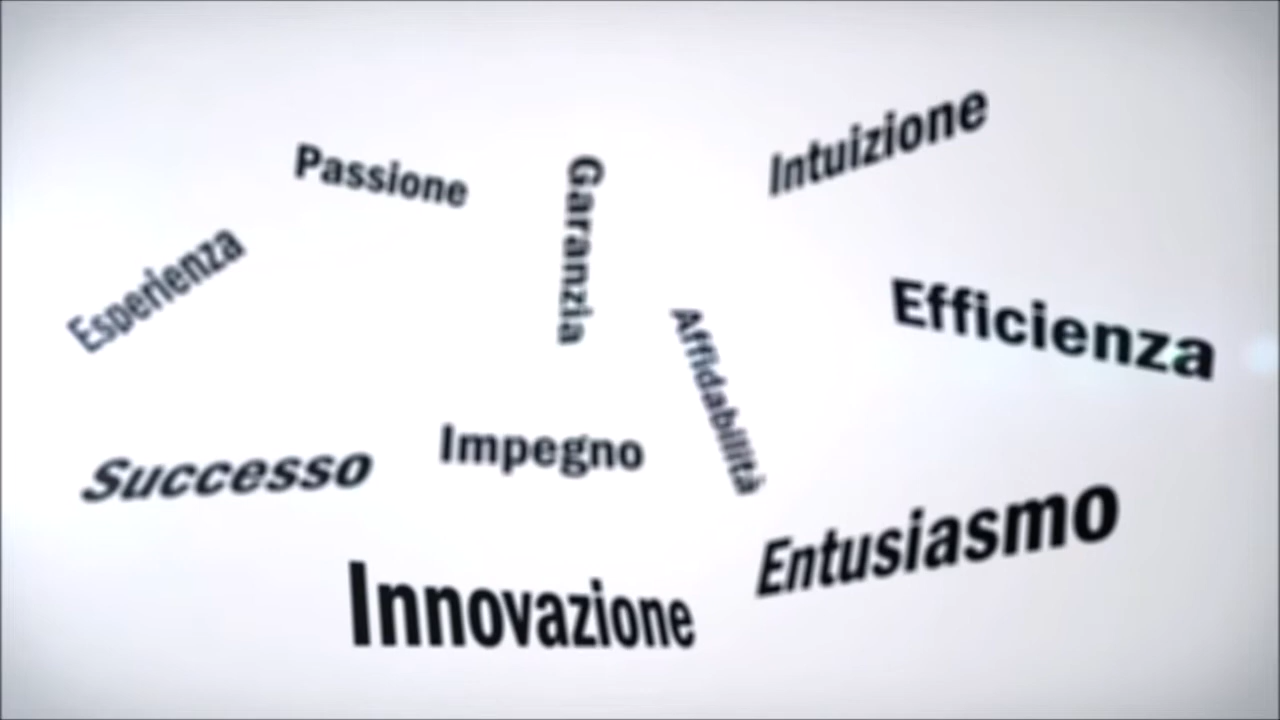 Intuizione
Passione
Garanzia
Esperienza
Efficienza
Affidabilità
Impegno
Successo
Entusiasmo
Innovazione